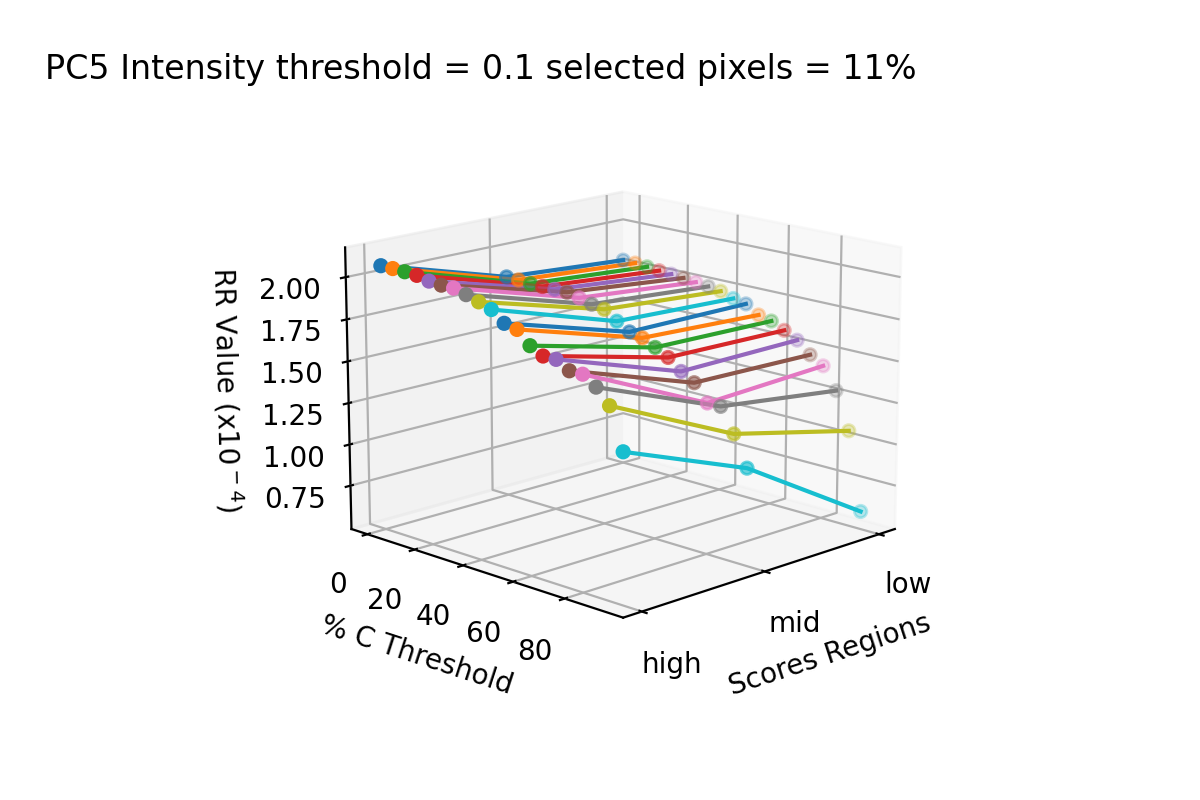 PC5 Intensity threshold = 0.1 selected pixels = 11%
RR Value (x10⁻⁴)
2.00
1.75
1.50
1.25
1.00
0.75
0
20
40
60
80
% C Threshold
high
mid
low
Scores Regions